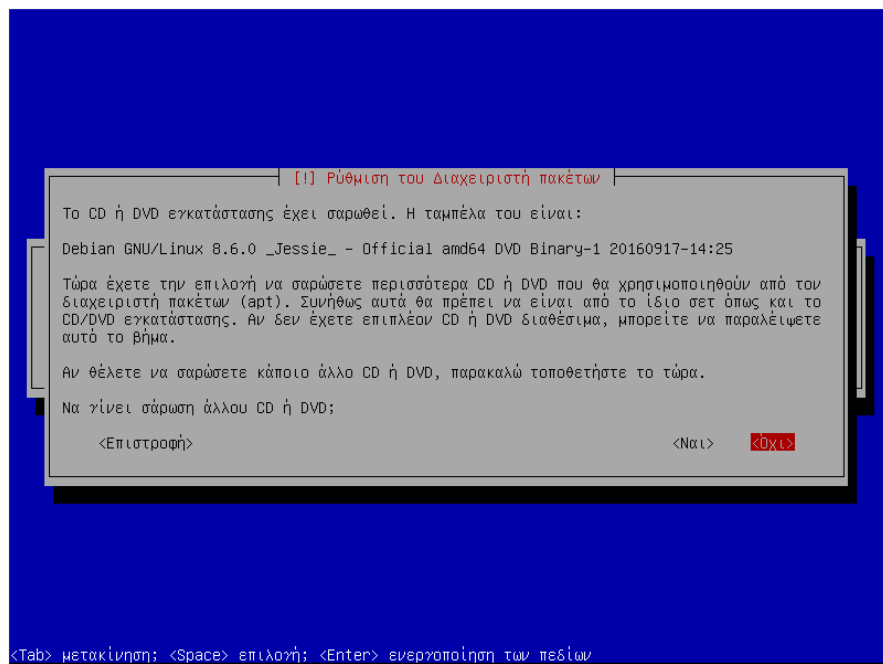 [!] Ρύθμιση του Διαχειριστή πακέτων
Το CD ή DVD εγκατάστασης έχει σαρωθεί. Η ταμπέλα του είναι:
Debian GNU/Linux 8.6.0 _Jessie_ - Official amd64 DVD Binary-1 20160917-14:25
Τώρα έχετε την επιλογή να σαρώσετε περισσότερα CD ή DVD που θα χρησιμοποιηθούν από τον
διαχειριστή πακέτων (apt). Συνήθως αυτά θα πρέπει να είναι από το ίδιο σετ όπως και το
CD/DVD εγκατάστασης. Αν δεν έχετε επιπλέον CD ή DVD διαθέσιμα, μπορείτε να παραλέιψετε
αυτό το βήμα.
Αν θέλετε να σαρώσετε κάποιο άλλο CD ή DVD, παρακαλώ τοποθετήστε το τώρα.
Να γίνει σάρωση άλλου CD ή DVD;
<Επιστροφή> <Ναι> <Όχι>
<Tab> μετακίνηση; <Space> επιλογή; <Enter> ενεργοποίηση των πεδίων